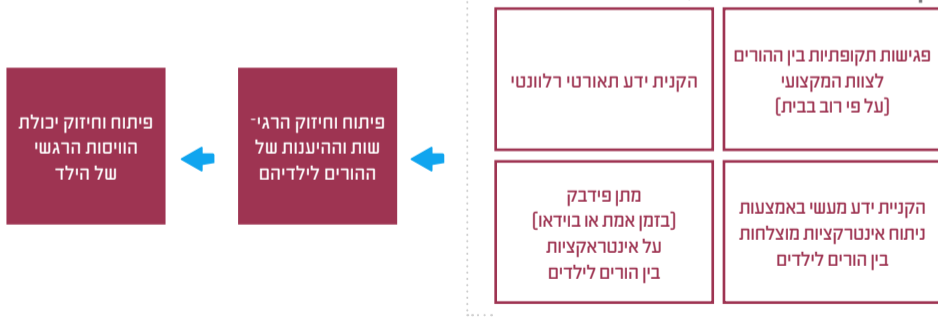 פגישות תקופתיות בין ההורים
לצוות המקצועי
(על פי רוב בבית)
הקנית ידע תאורטי רלוונטי
הקניית ידע מעשי באמצעות
ניתוח אינטרקציות מוצלחות
בין הורים לילדים
מתן פידבק
(בזמן אמת או בוידאו)
על אינטראקציות
בין הורים לילדים
פיתוח וחיזוק הרגי־
שות וההיענות של
ההורים לילדיהם
פיתוח וחיזוק יכולת
הוויסות הרגשי
של הילד